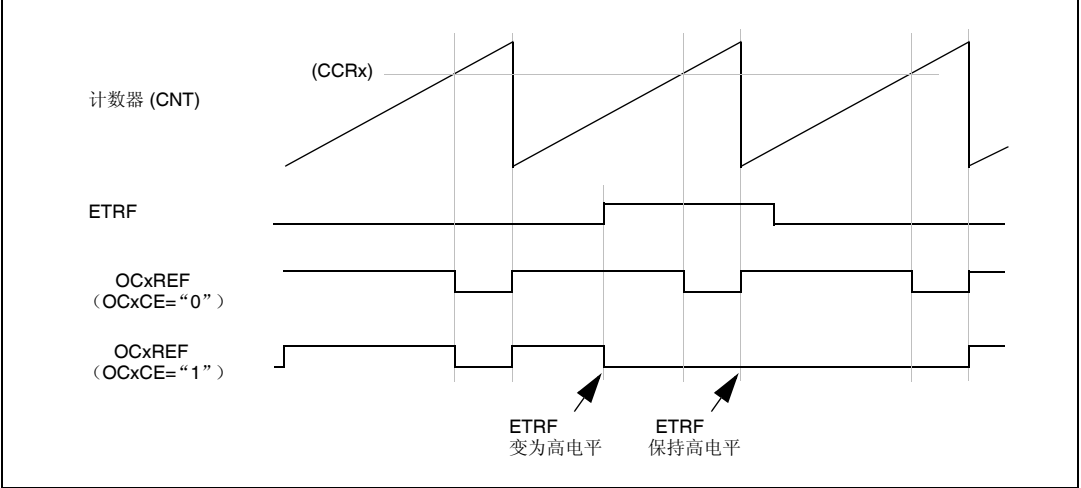 (CCRx)
计数器 (CNT)
ETRF
OCxREF
（OCxCE=“0”）
OCxREF
（OCxCE=“1”）
ETRF
变为高电平
ETRF
保持高电平